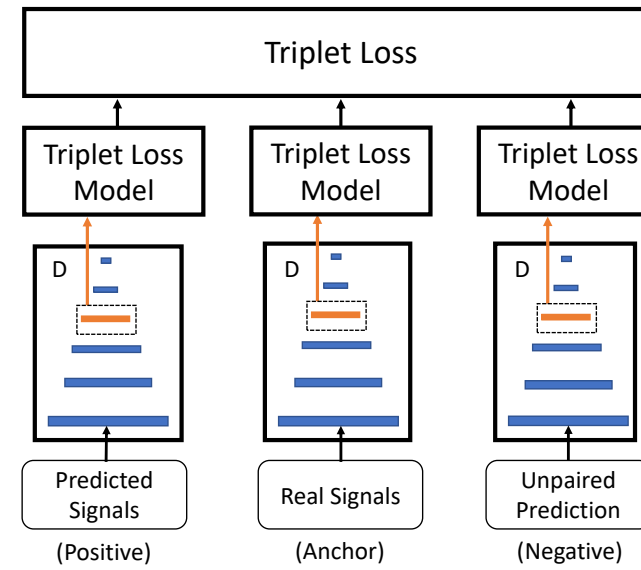 Triplet Loss
Triplet Loss
Model
Triplet Loss
Model
Triplet Loss
Model
D
D
D
Predicted
Signals
Real Signals
Unpaired
Prediction
(Positive)
(Anchor)
(Negative)